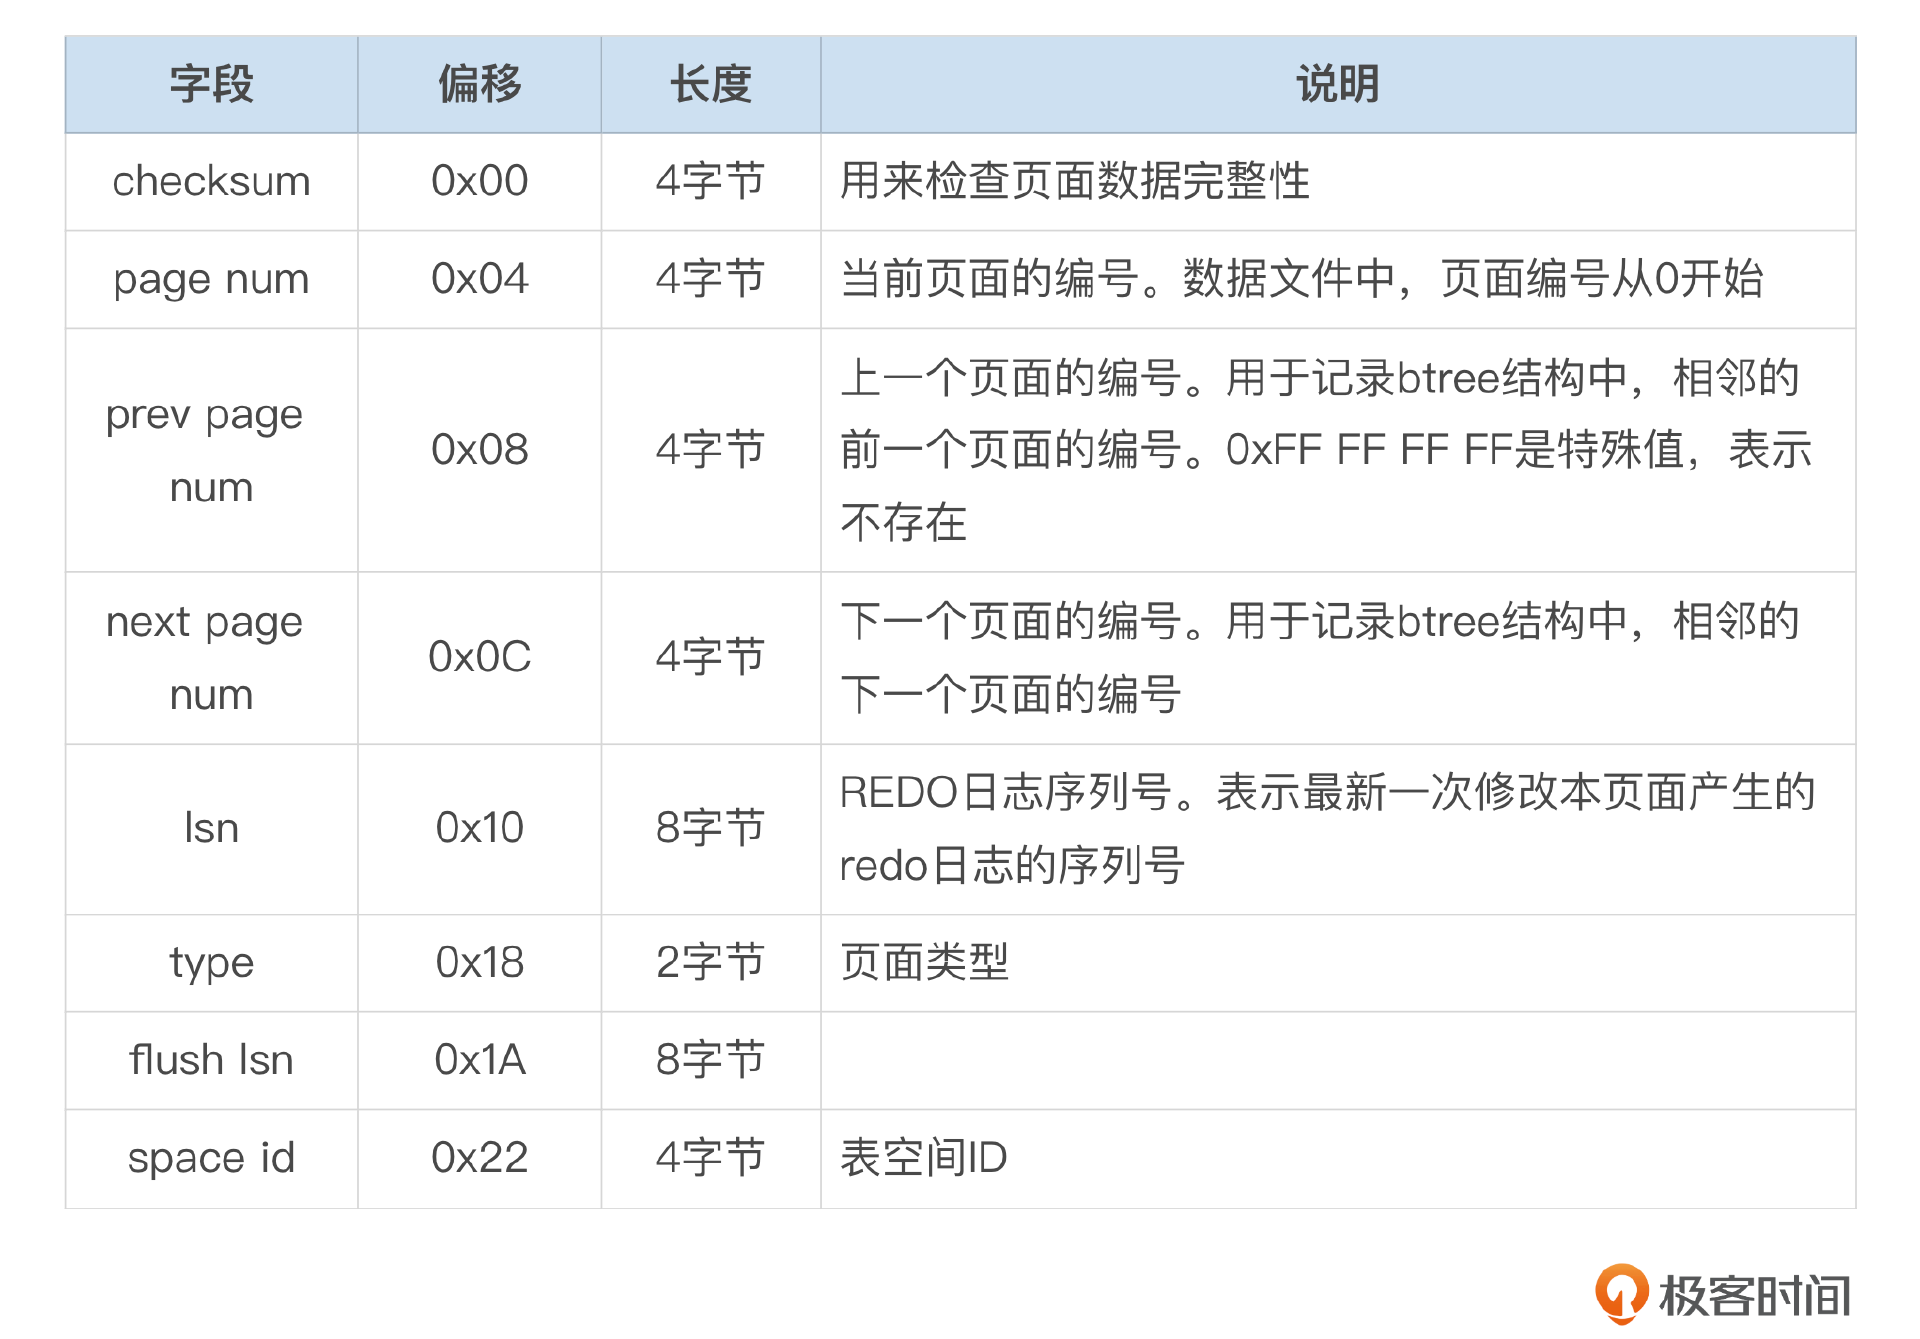 字段 偏移 长度 说明
checksum 0x00 4字节 用来检查页面数据完整性
page num 0x04 4字节 当前页面的编号。数据文件中，页面编号从0开始
prev page
num
0x08 4字节
上一个页面的编号。用于记录btree结构中，相邻的
前一个页面的编号。0xFF FF FF FF是特殊值，表示
不存在
next page
num
0x0C 4字节
下一个页面的编号。用于记录btree结构中，相邻的
下一个页面的编号
lsn 0x10 8字节
REDO日志序列号。表示最新一次修改本页面产生的
redo日志的序列号
type 0x18 2字节 页面类型
flush lsn 0x1A 8字节
space id 0x22 4字节 表空间ID
极客时间